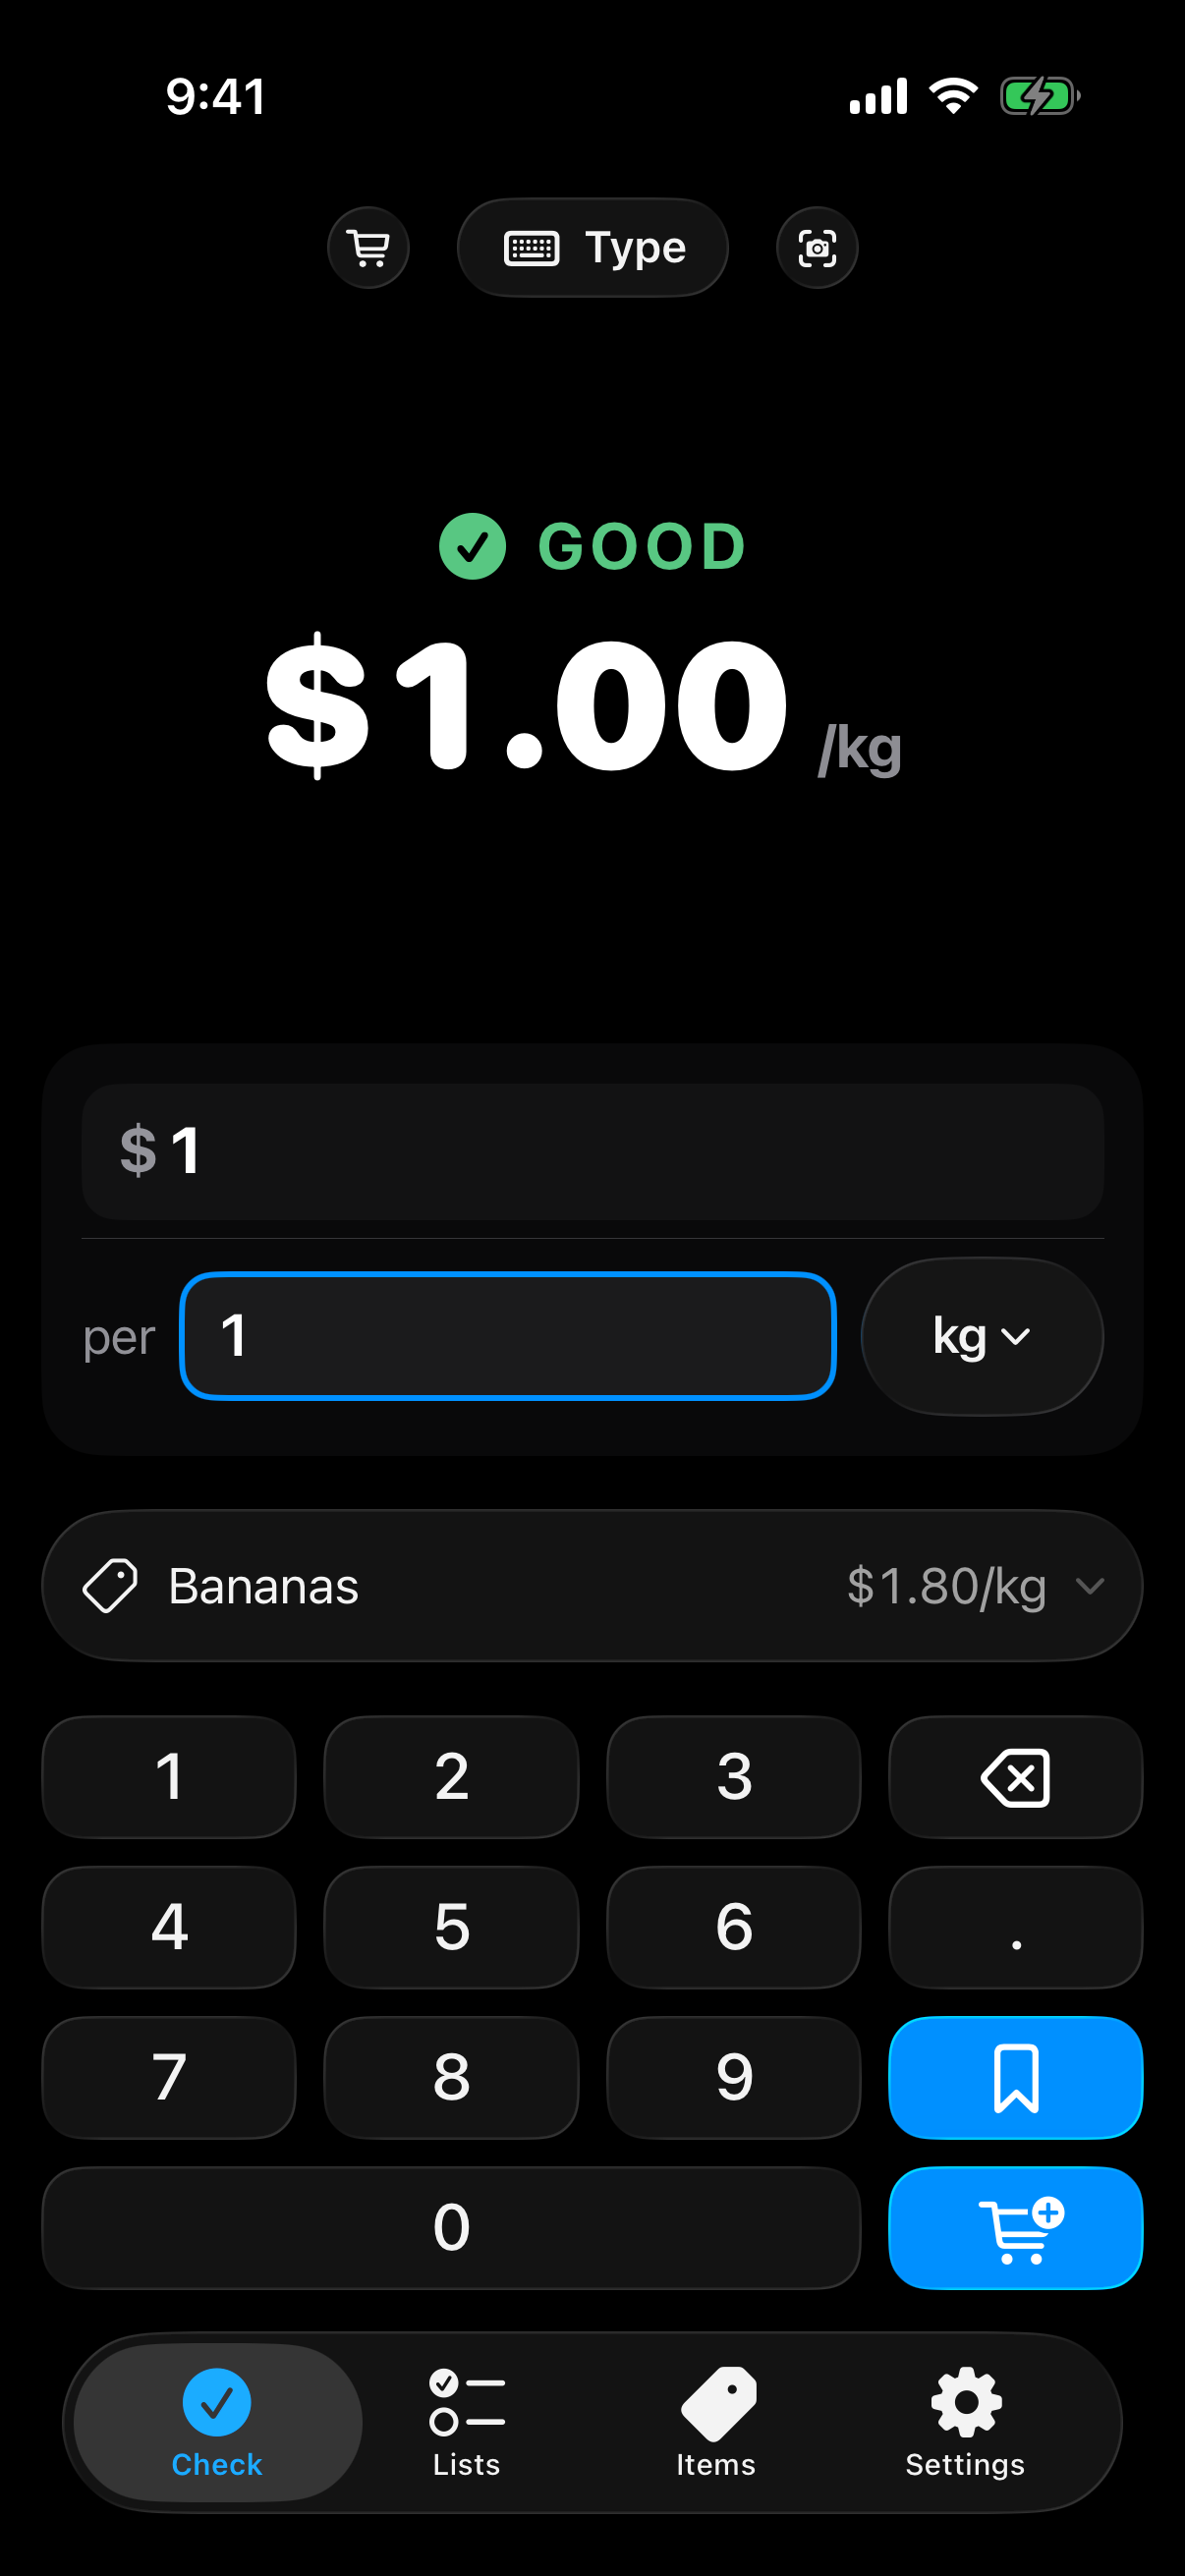 9:41
Type
GOOD
$1.00 /kg
$ 1
per 1 kg
Bananas $1.80/kg
1 2 3
4 5 6 .
7 8 9
0
Check Lists Items Settings